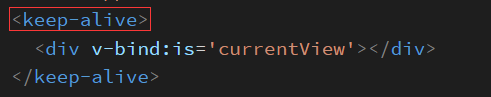 <keep-alive>
<div v-bind:is='currentView'></div>
</keep-alive>